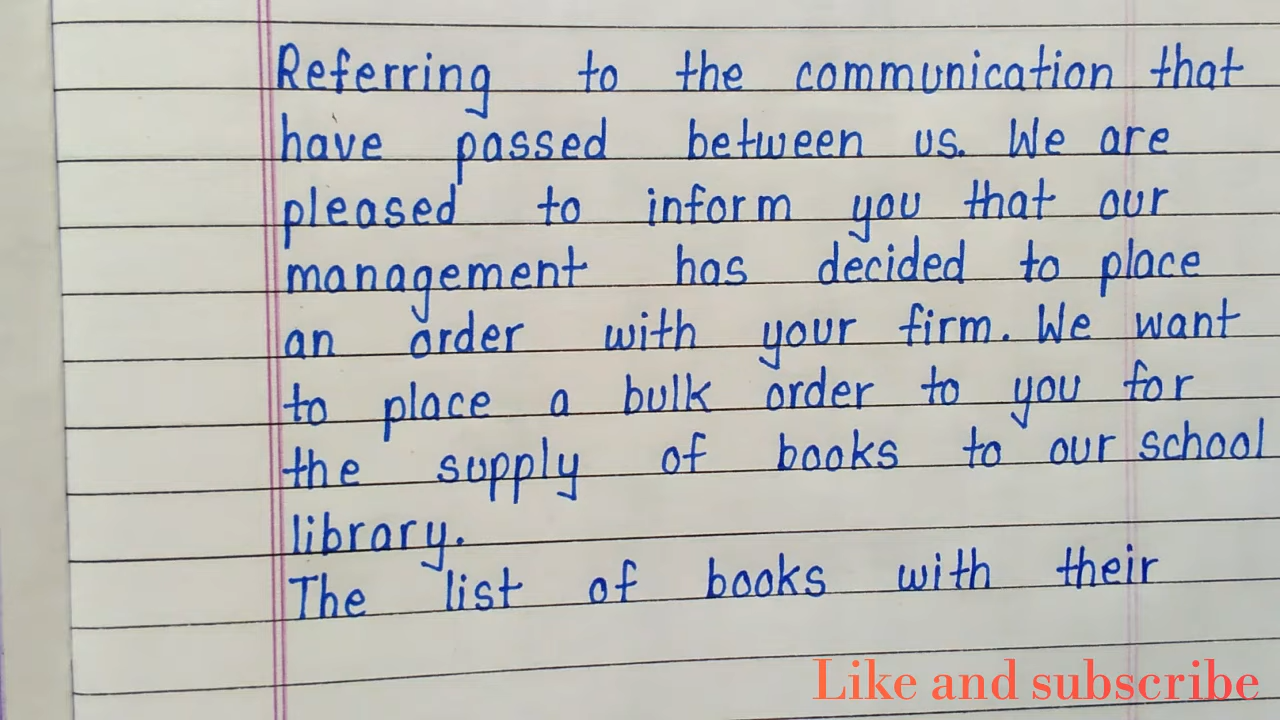 Referring to the communication that
have passed between us. We are
pleased to inform you that our
management has decided to place
an order with your firm. We want
to place a bulk order to you for
the supply of books to our school
library.
The list of books with their
Like and subscribe